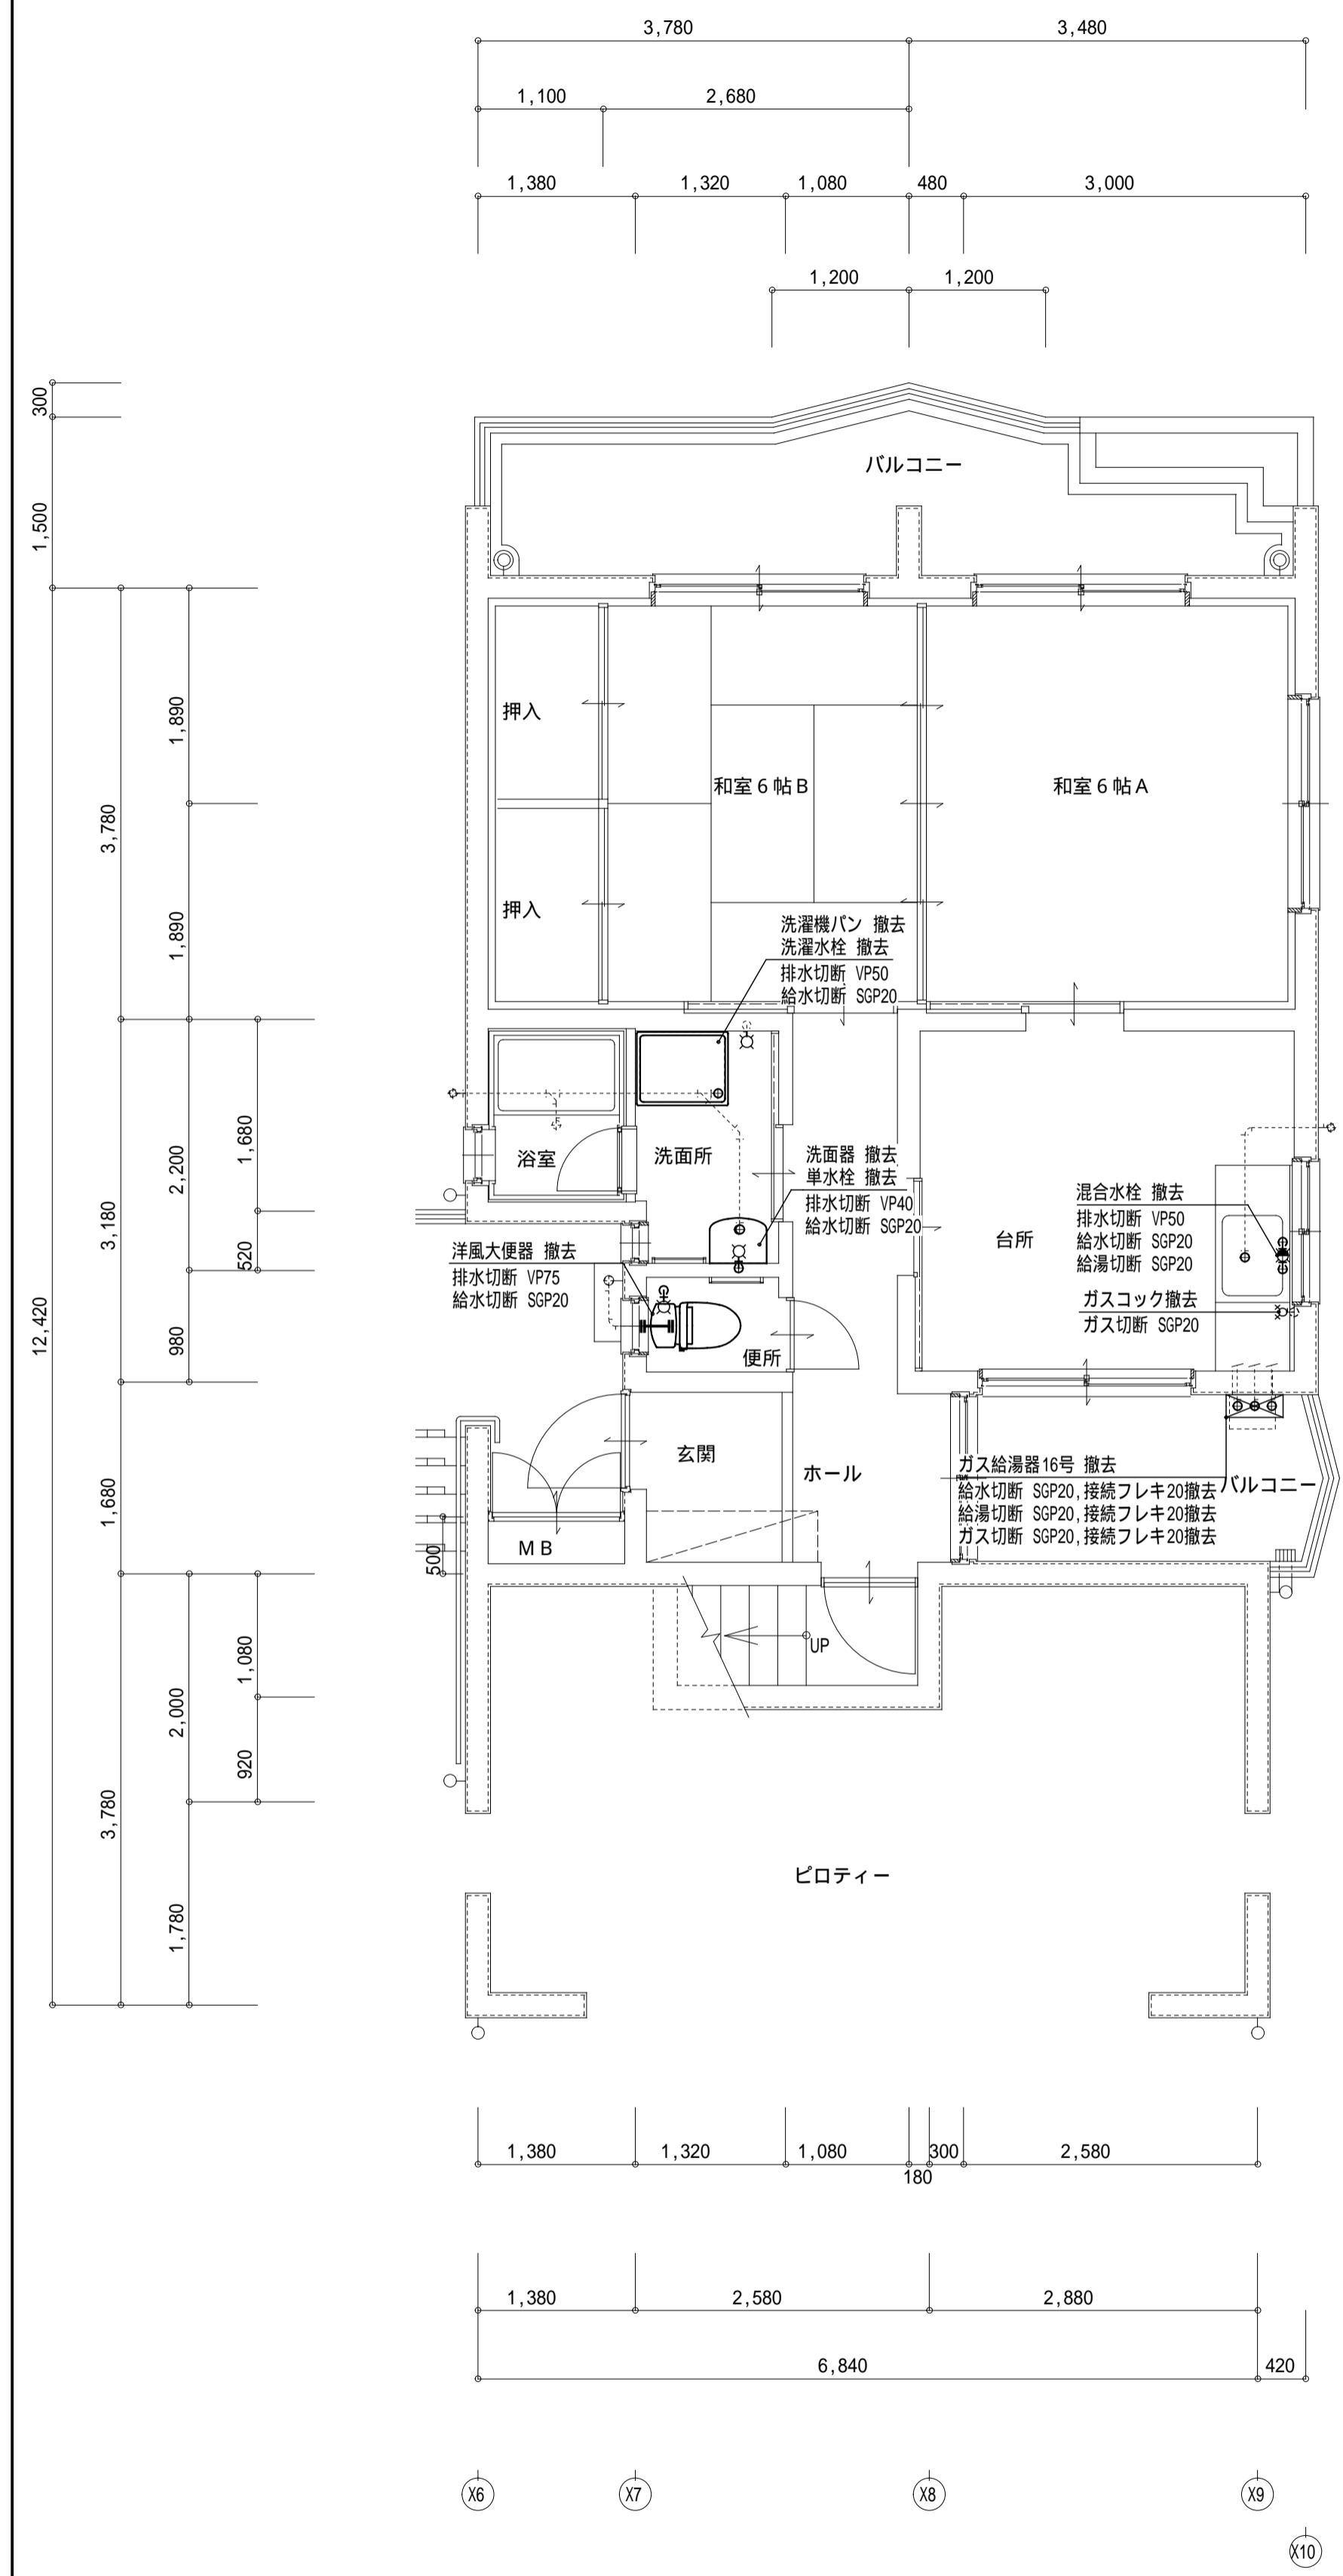 3,780
3,480
1,100
2,680
1,380
1,320
1,080
480
3,000
1,200
1,200
300
1,500
12,420
3,780
3,180
1,680
3,780
1,890
1,890
2,200
980
2,000
1,780
1,680
520
1,080
920
500
バルコニー
押入
和室6帖B
和室6帖A
押入
洗濯機パン 撤去
洗濯水栓 撤去
排水切断 VP50
給水切断 SGP20
浴室
洗面所
洗面器 撤去
単水栓 撤去
排水切断 VP40
給水切断 SGP20
台所
混合水栓 撤去
排水切断 VP50
給水切断 SGP20
給湯切断 SGP20
洋風大便器 撤去
排水切断 VP75
給水切断 SGP20
ガスコック撤去
ガス切断 SGP20
便所
玄関
ホール
ガス給湯器16号 撤去
給水切断 SGP20,接続フレキ20撤去
給湯切断 SGP20,接続フレキ20撤去
ガス切断 SGP20,接続フレキ20撤去
バルコニー
MB
UP
ピロティー
1,380
1,320
1,080
180
300
2,580
1,380
2,580
2,880
6,840
420
X6
X7
X8
X9
X10